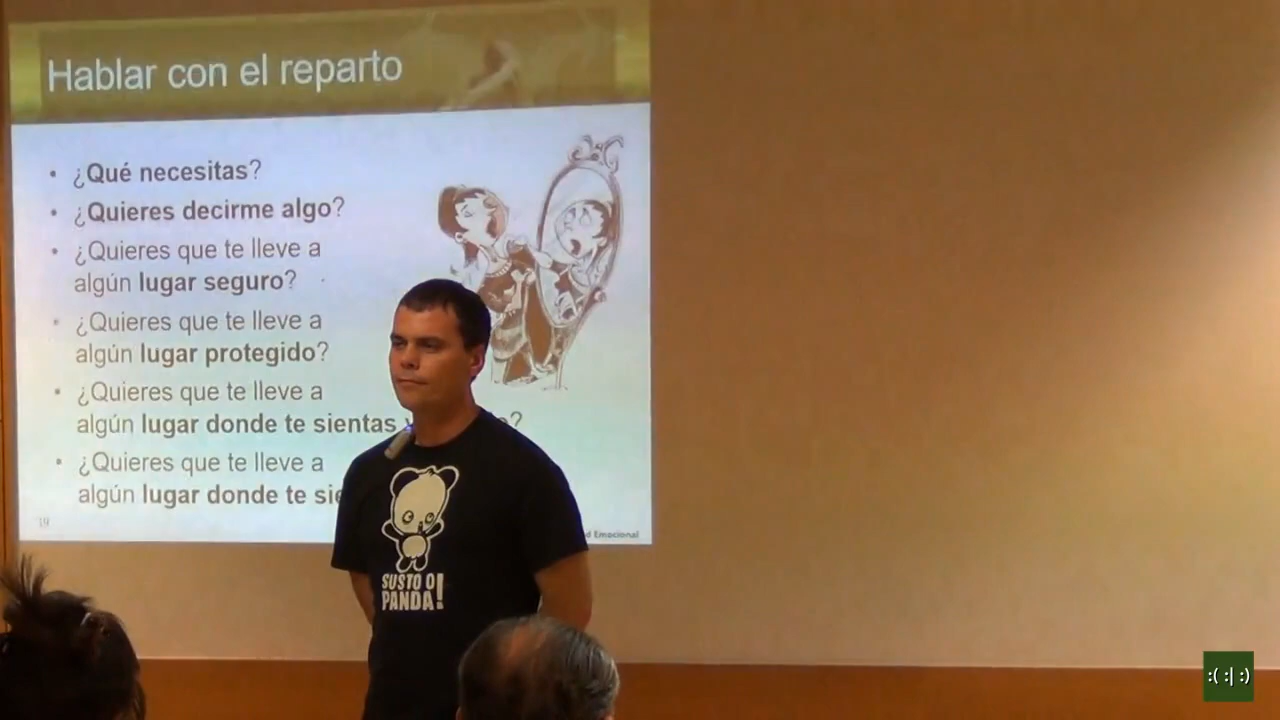 Hablar con el reparto
• ¿Qué necesitas?
• ¿Quieres decirme algo?
• ¿Quieres que te lleve a
algún lugar seguro?
• ¿Quieres que te lleve a
algún lugar protegido?
• ¿Quieres que te lleve a
algún lugar donde te sientas
• ¿Quieres que te lleve a
algún lugar donde te
19
Emocional
SUSTO O
PANDA!
:( :| :)